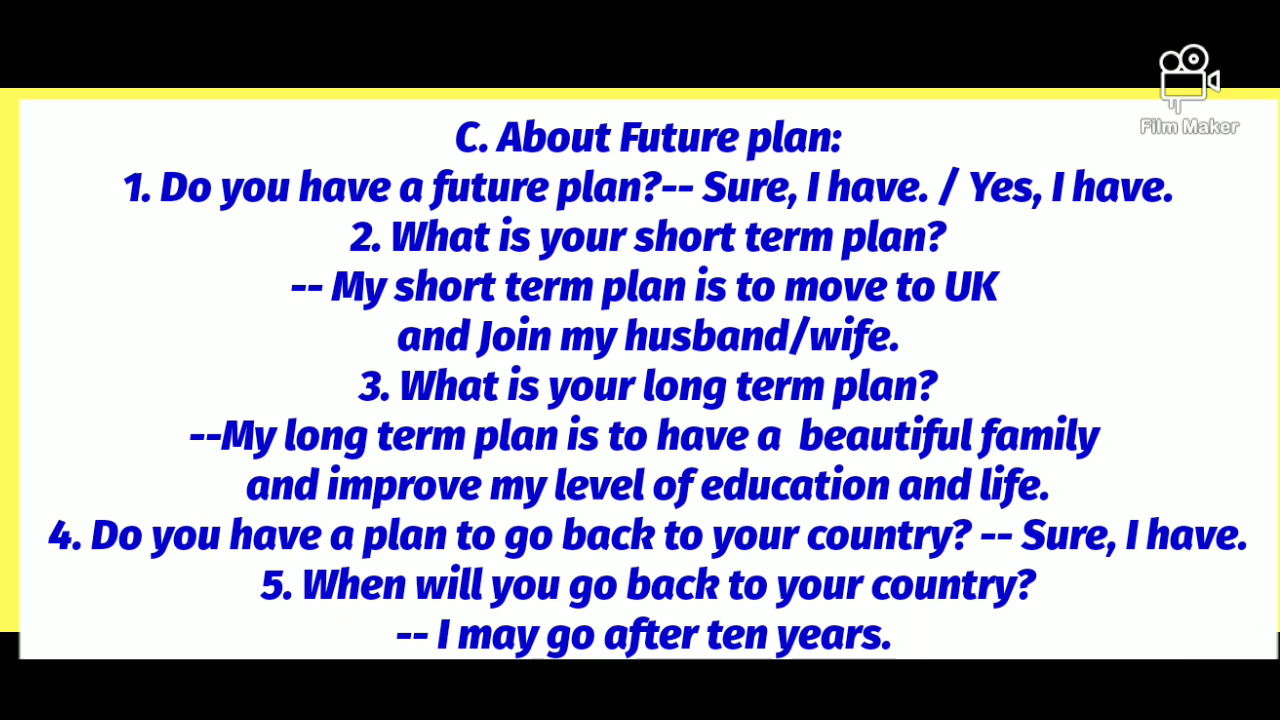 Film Maker
C. About Future plan:
1. Do you have a future plan?-- Sure, I have. / Yes, I have.
2. What is your short term plan?
-- My short term plan is to move to UK
and Join my husband/wife.
3. What is your long term plan?
--My long term plan is to have a  beautiful family
and improve my level of education and life.
4. Do you have a plan to go back to your country? -- Sure, I have.
5. When will you go back to your country?
-- I may go after ten years.